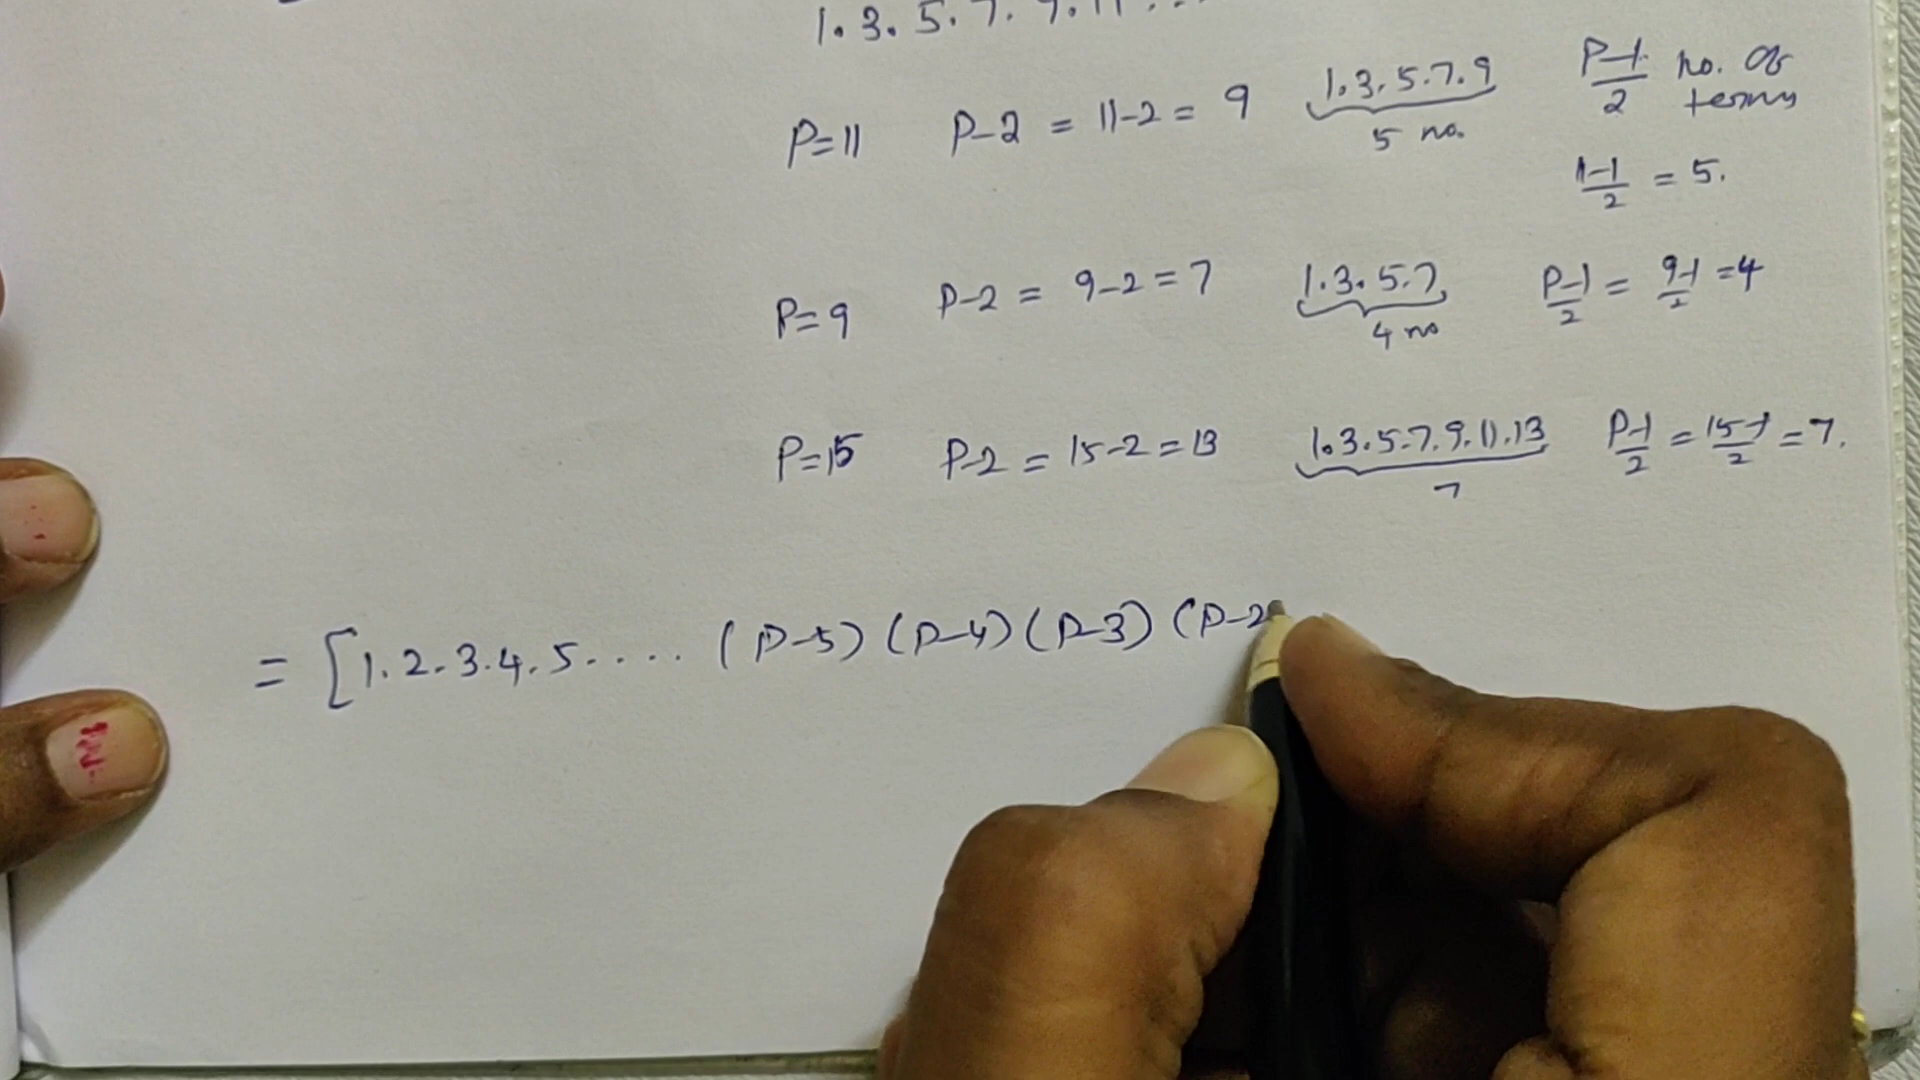 1.3.5.7.9.11....
P=11 P-2 = 11-2 = 9 1.3.5.7.9 P-1/2 no. of terms
5 no. 11-1/2 = 5.
P=9 P-2 = 9-2=7 1.3.5.7 P-1/2 = 9-1/2 =4
4 no
P=15 P-2 = 15-2=13 1.3.5.7.9.11.13 P-1/2 = 15-1/2 = 7.
7
= [1.2.3.4.5.... (P-5)(P-4)(P-3)(P-2